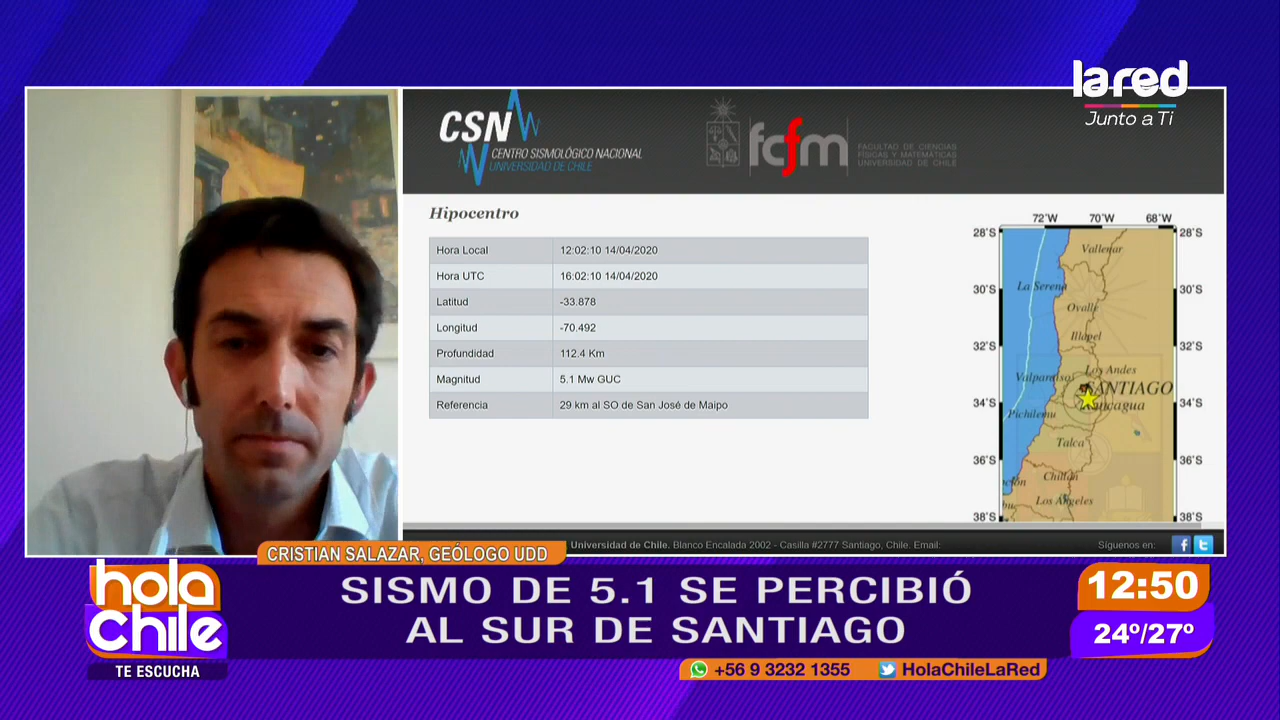 lared
Junto a Ti
CSN
CENTRO SISMOLÓGICO NACIONAL
UNIVERSIDAD DE CHILE
fcfm
FACULTAD DE CIENCIAS
FÍSICAS Y MATEMÁTICAS
UNIVERSIDAD DE CHILE
Hipocentro
Hora Local 12:02:10 14/04/2020
Hora UTC 16:02:10 14/04/2020
Latitud -33.878
Longitud -70.492
Profundidad 112.4 Km
Magnitud 5.1 Mw GUC
Referencia 29 km al SO de San José de Maipo
72°W 70°W 68°W
28°S 28°S
Vallenar
La Serena
30°S 30°S
Ovalle
Illapel
32°S 32°S
Los Andes
Valparaíso
SANTIAGO
34°S 34°S
Rancagua
Pichilemu
Talca
36°S 36°S
Chillán
Los Angeles
38°S 38°S
Universidad de Chile. Blanco Encalada 2002 - Casilla #2777 Santiago, Chile. Email:
Síguenos en:
CRISTIAN SALAZAR, GEÓLOGO UDD
hola
chile
TE ESCUCHA
SISMO DE 5.1 SE PERCIBIÓ
AL SUR DE SANTIAGO
12:50
24º/27º
+56 9 3232 1355 HolaChileLaRed